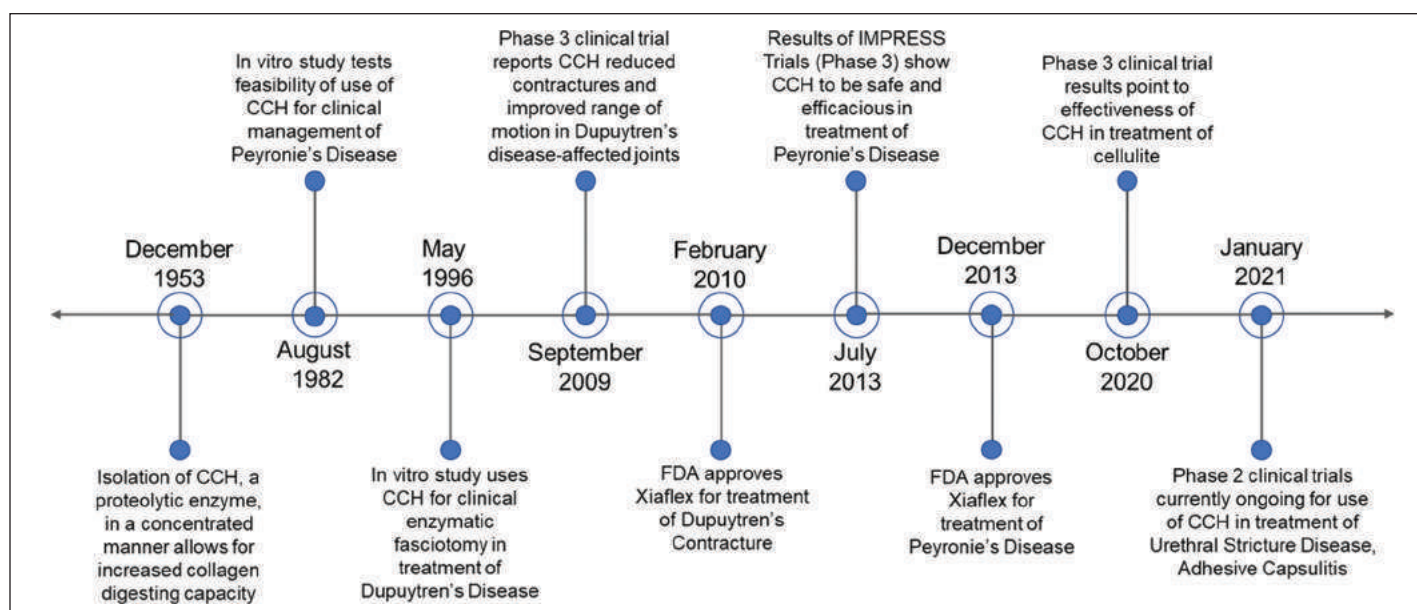 In vitro study tests
feasibility of use of
CCH for clinical
management of
Peyronie's Disease
Phase 3 clinical trial
reports CCH reduced
contractures and
improved range of
motion in Dupuytren's
disease-affected joints
Results of IMPRESS
Trials (Phase 3) show
CCH to be safe and
efficacious in
treatment of
Peyronie's Disease
Phase 3 clinical trial
results point to
effectiveness of
CCH in treatment of
cellulite
December
1953
May
1996
February
2010
December
2013
January
2021
August
1982
September
2009
July
2013
October
2020
Isolation of CCH, a
proteolytic enzyme,
in a concentrated
manner allows for
increased collagen
digesting capacity
In vitro study uses
CCH for clinical
enzymatic
fasciotomy in
treatment of
Dupuytren's Disease
FDA approves
Xiaflex for treatment
of Dupuytren's
Contracture
FDA approves
Xiaflex for
treatment of
Peyronie's Disease
Phase 2 clinical trials
currently ongoing for use
of CCH in treatment of
Urethral Stricture Disease,
Adhesive Capsulitis